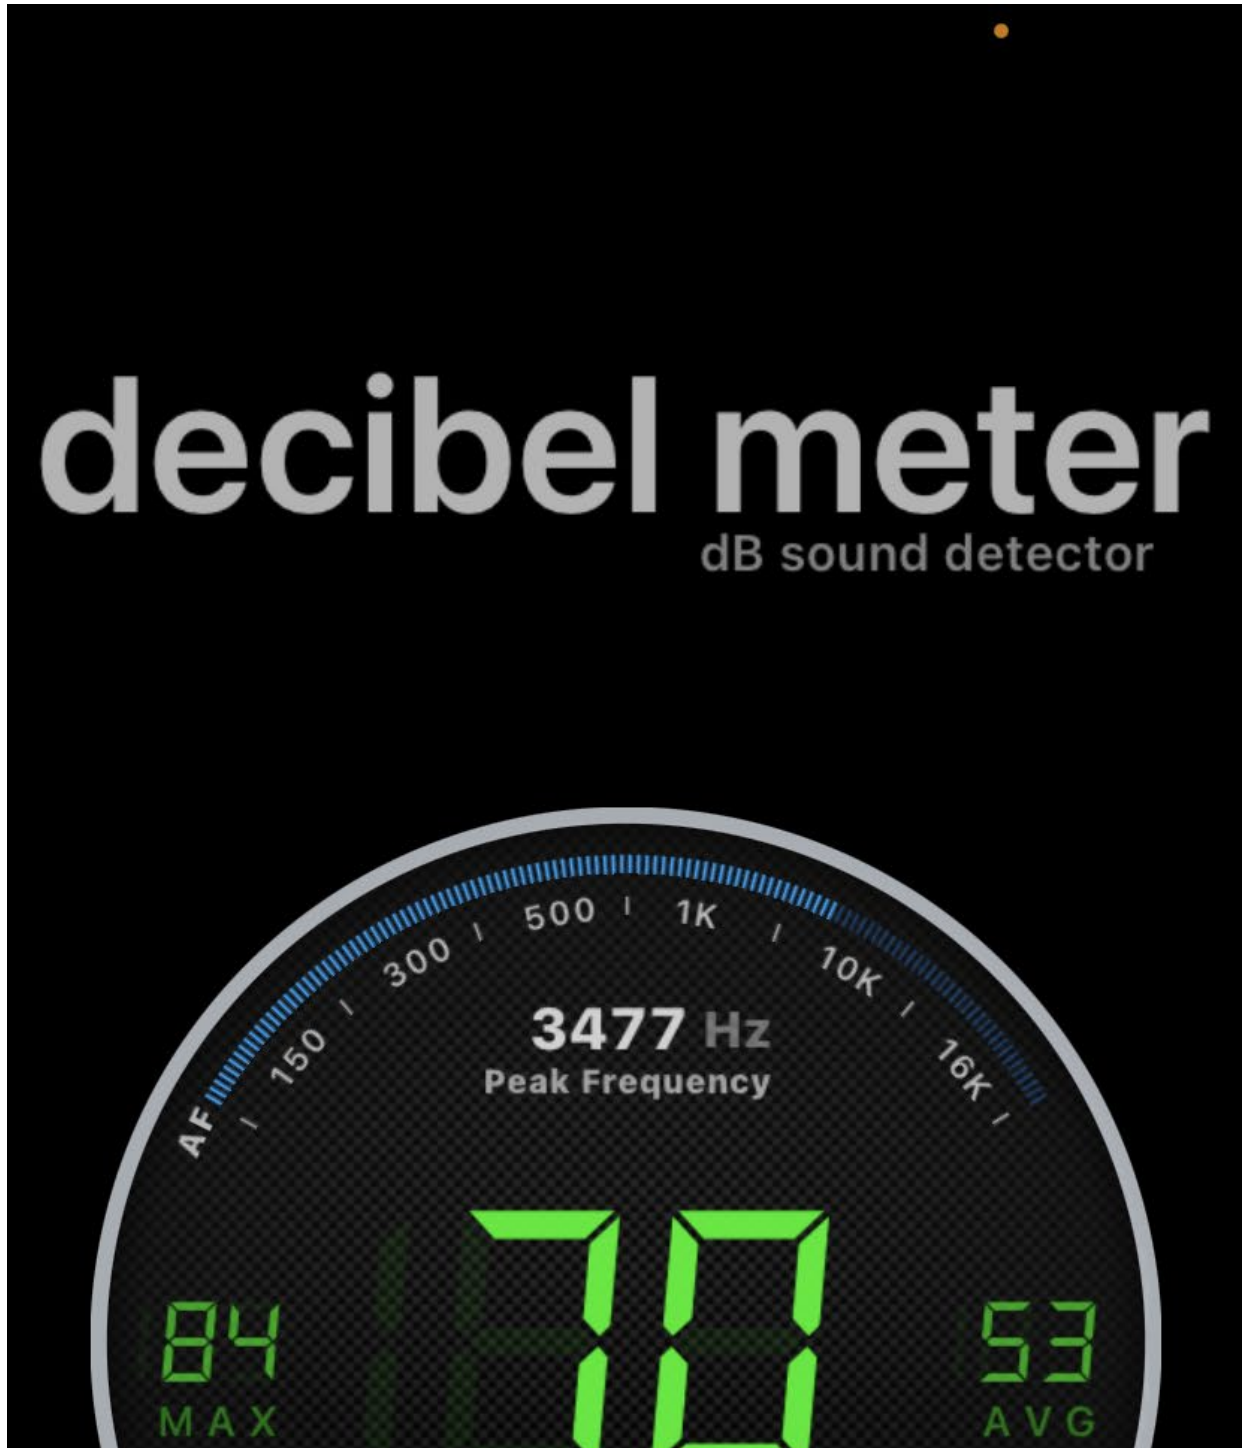 decibel meter
dB sound detector
AF 150 300 500 1K 10K 16K
3477 Hz
Peak Frequency
70
84 53
MAX AVG